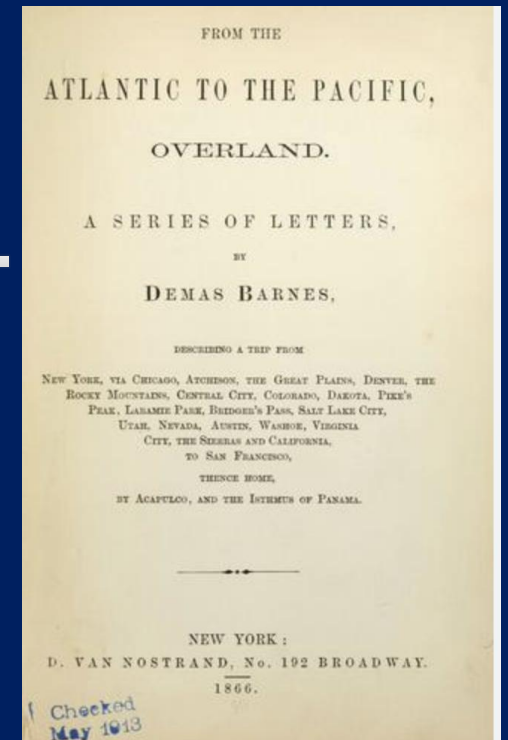 FROM THE
ATLANTIC TO THE PACIFIC,
OVERLAND.
A SERIES OF LETTERS,
BY
DEMAS BARNES,
DESCRIBING A TRIP FROM
NEW YORK, VIA CHICAGO, ATCHISON, THE GREAT PLAINS, DENVER, THE
ROCKY MOUNTAINS, CENTRAL CITY, COLORADO, DAKOTA, PIKE'S
PEAK, LARAMIE PARK, BRIDGER'S PASS, SALT LAKE CITY,
UTAH, NEVADA, AUSTIN, WASHOE, VIRGINIA
CITY, THE SIERRAS AND CALIFORNIA,
TO SAN FRANCISCO,
THENCE HOME,
BY ACAPULCO, AND THE ISTHMUS OF PANAMA.
NEW YORK:
D. VAN NOSTRAND, No. 192 BROADWAY.
1866.
Checked
May 1913